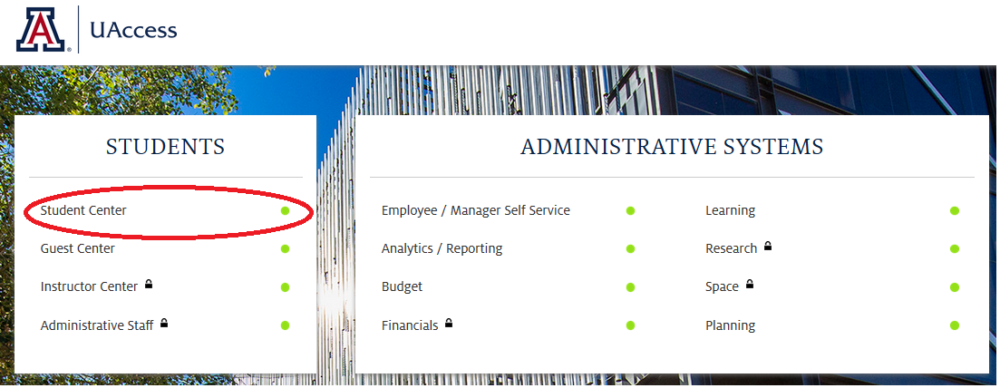 A
UAccess
STUDENTS
Student Center
Guest Center
Instructor Center
Administrative Staff
ADMINISTRATIVE SYSTEMS
Employee / Manager Self Service
Analytics / Reporting
Budget
Financials
Learning
Research
Space
Planning